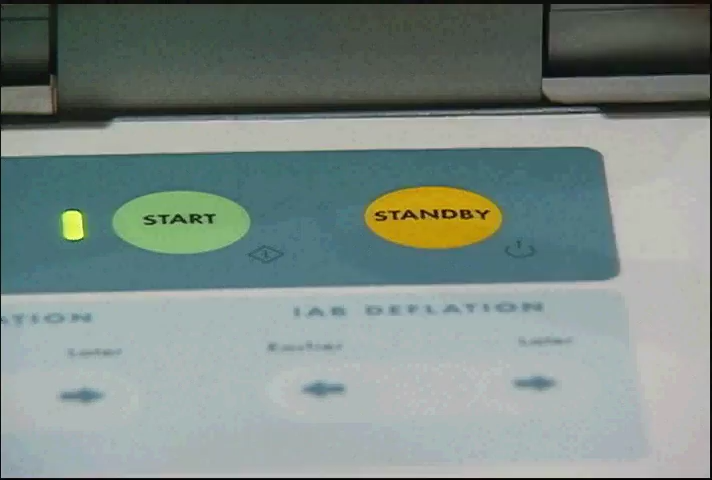 START
STANDBY
ATION
IAB DEFLATION
Later
Earlier
Later